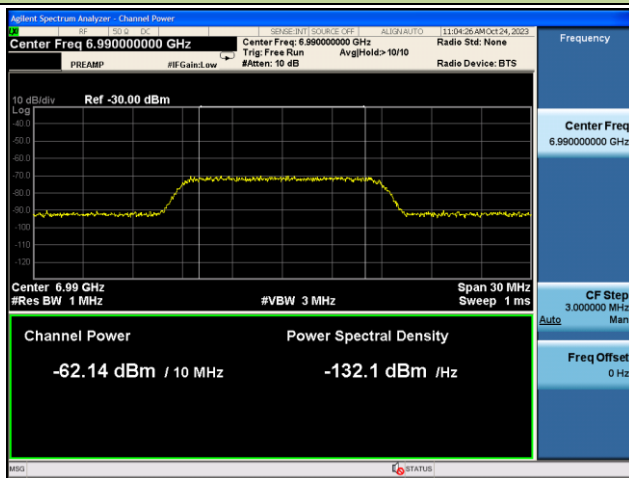 Agilent Spectrum Analyzer - Channel Power
RF 50 Ω DC SENSE:INT SOURCE OFF ALIGN AUTO 11:04:26 AM Oct 24, 2023
Center Freq 6.990000000 GHz Center Freq: 6.990000000 GHz Radio Std: None
Trig: Free Run Avg|Hold:> 10/10
PREAMP #IFGain:Low #Atten: 10 dB Radio Device: BTS
10 dB/div Ref -30.00 dBm
Log
-40.0
-50.0
-60.0
-70.0
-80.0
-90.0
-100
-110
-120
Center 6.99 GHz Span 30 MHz
#Res BW 1 MHz #VBW 3 MHz Sweep 1 ms
Channel Power Power Spectral Density
-62.14 dBm / 10 MHz -132.1 dBm /Hz
MSG STATUS
Frequency
Center Freq
6.990000000 GHz
CF Step
3.000000 MHz
Auto Man
Freq Offset
0 Hz